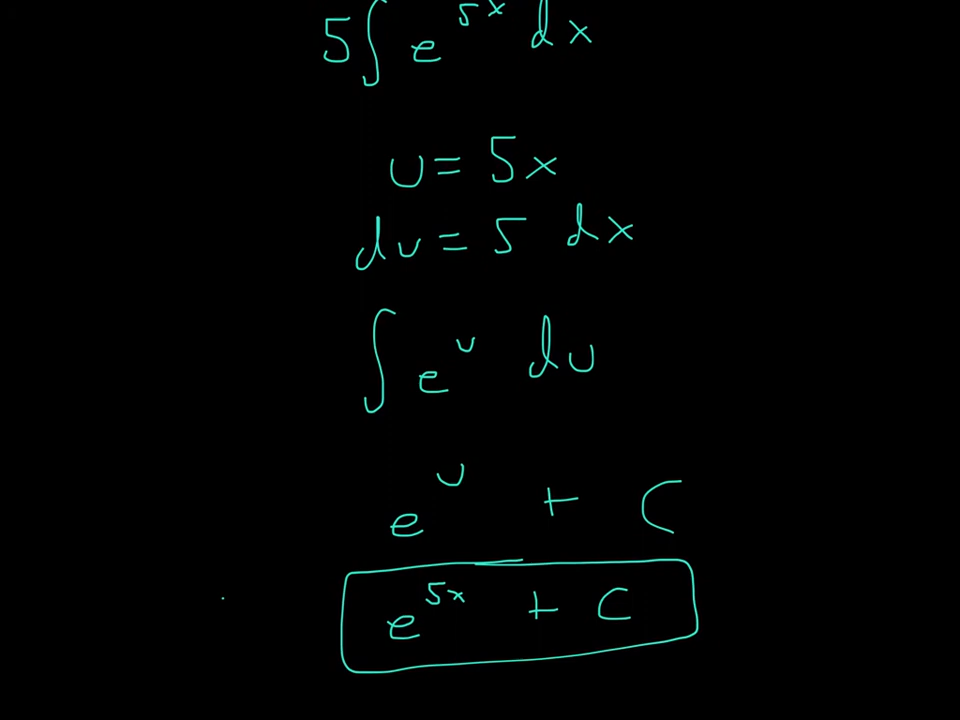 5∫ e^5x dx
u = 5x
du = 5 dx
∫ e^u du
e^u + C
e^5x + C